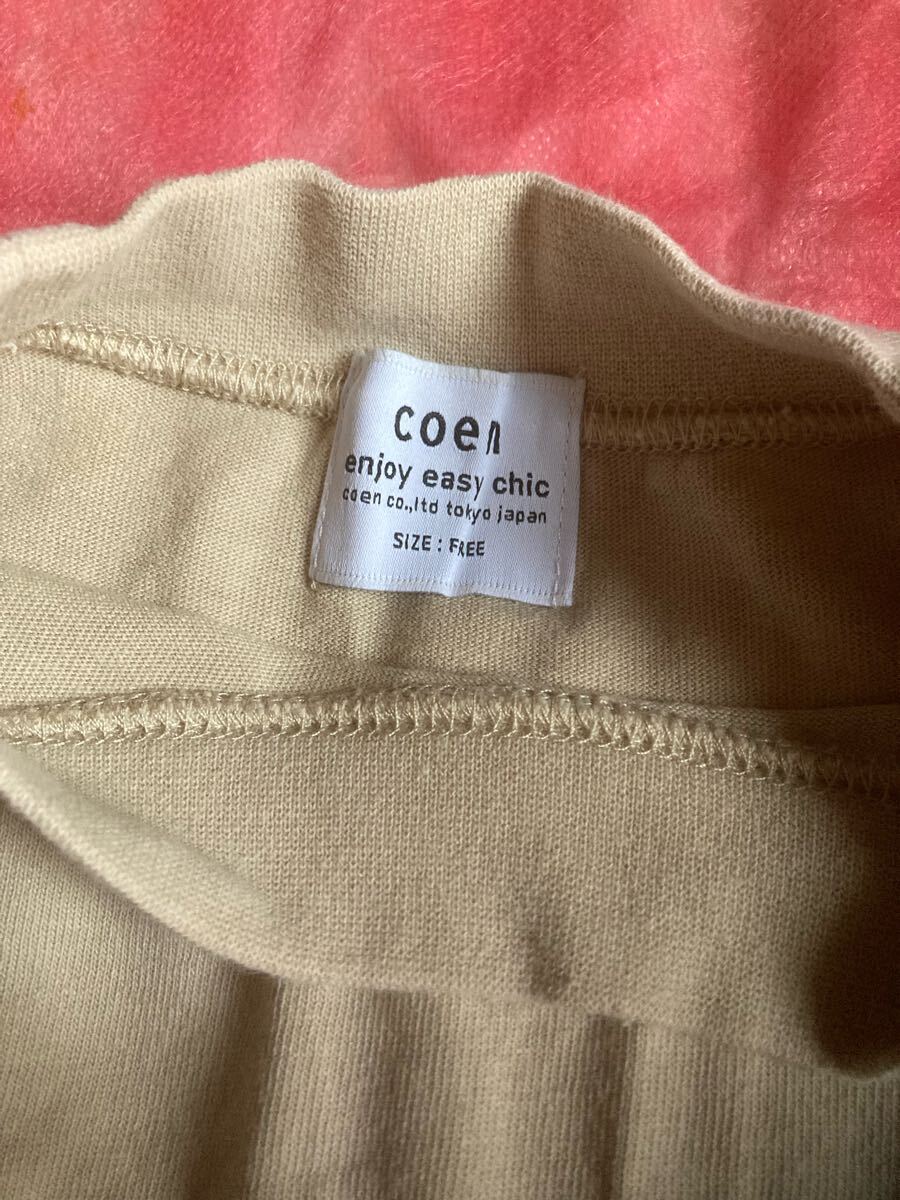 coen
enjoy easy chic
coen co.,ltd tokyo japan
SIZE : FREE